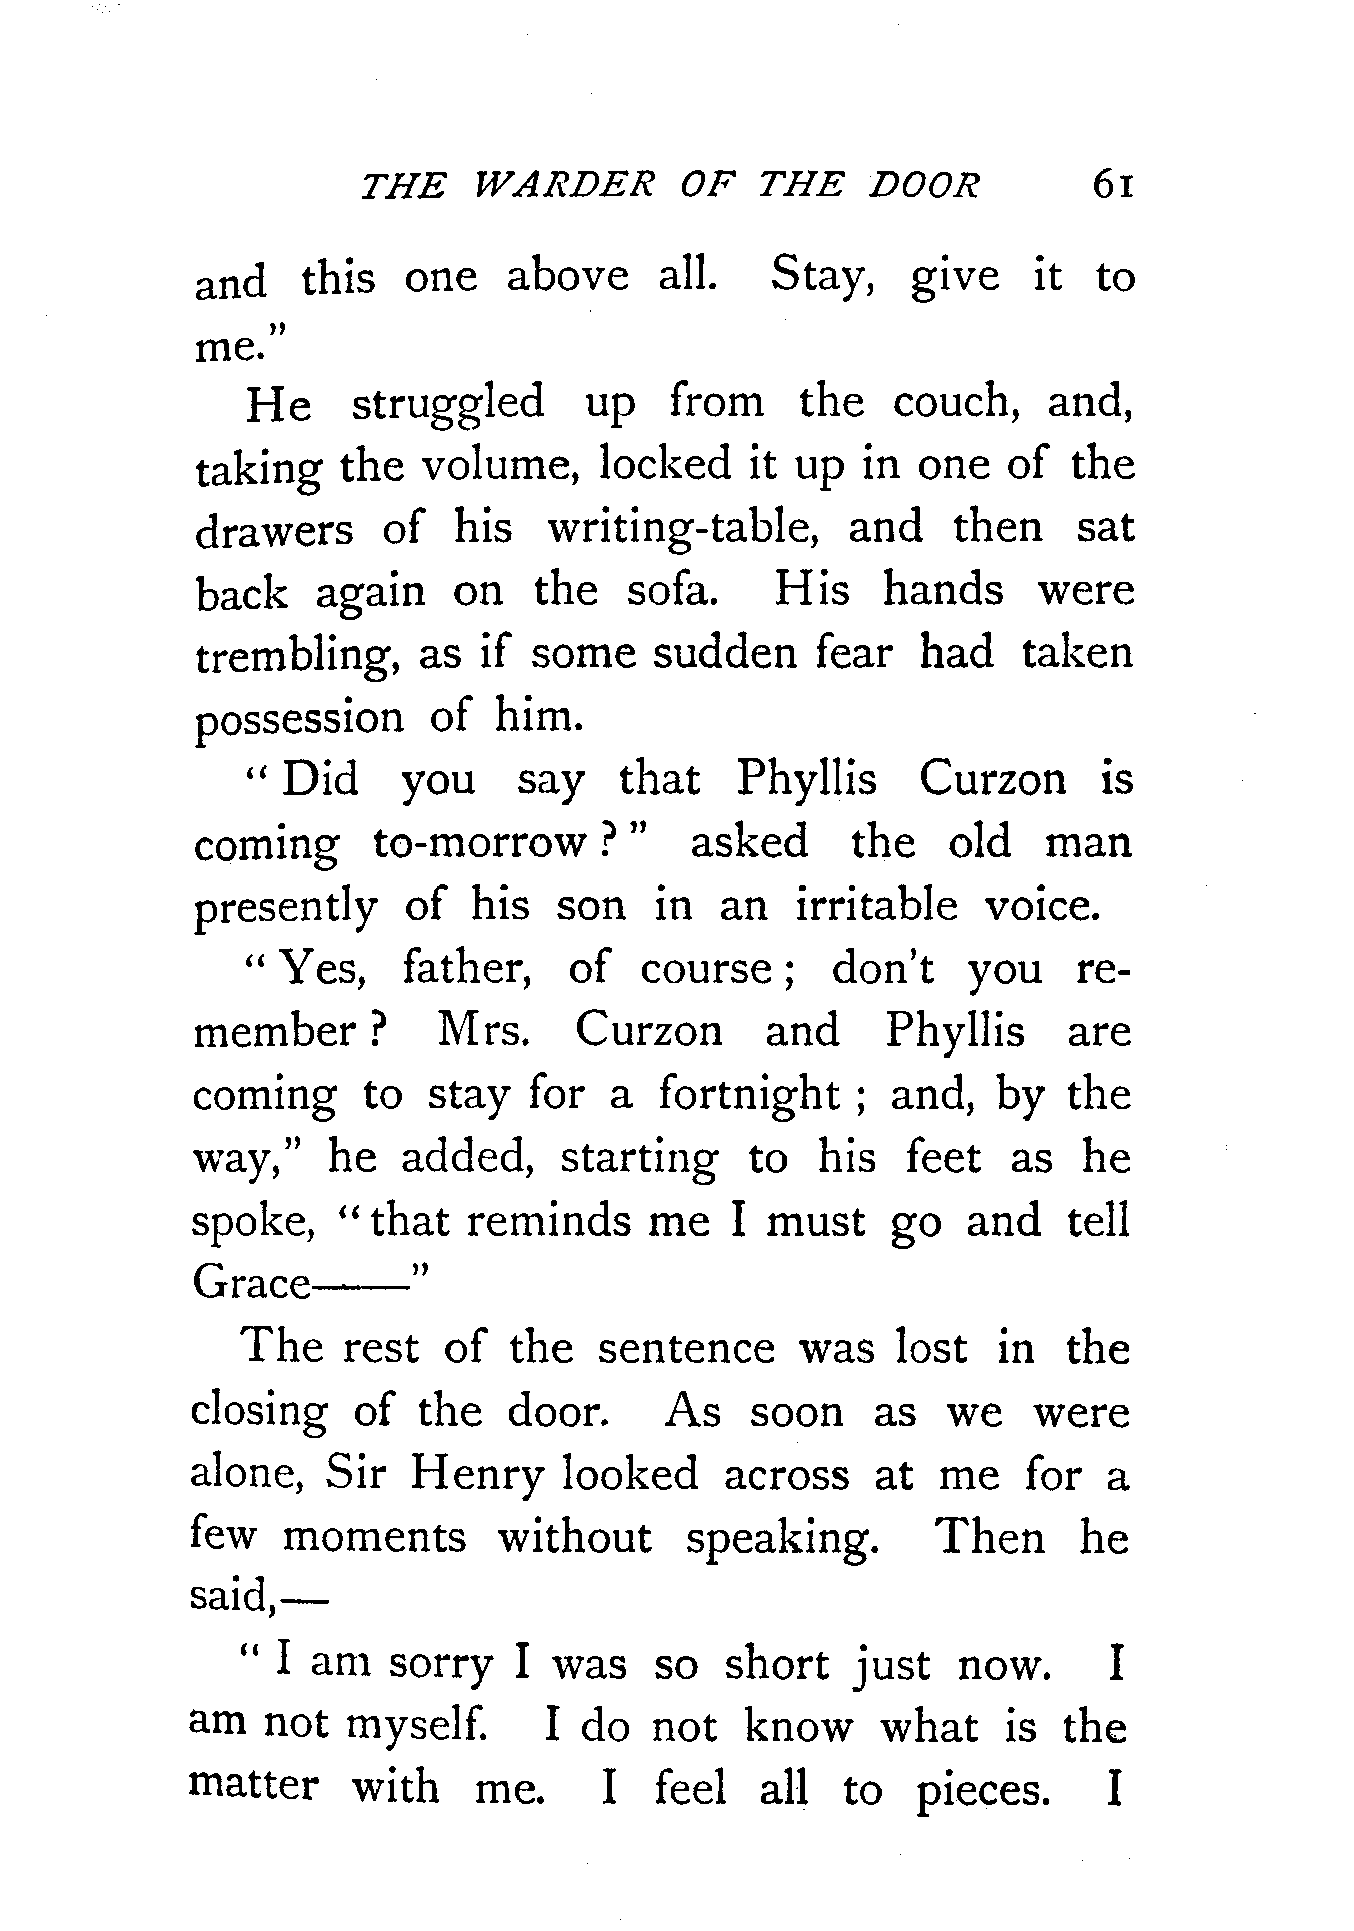 THE WARDER OF THE DOOR 61
and this one above all. Stay, give it to
me."
He struggled up from the couch, and,
taking the volume, locked it up in one of the
drawers of his writing-table, and then sat
back again on the sofa. His hands were
trembling, as if some sudden fear had taken
possession of him.
"Did you say that Phyllis Curzon is
coming to-morrow?" asked the old man
presently of his son in an irritable voice.
"Yes, father, of course; don't you re-
member? Mrs. Curzon and Phyllis are
coming to stay for a fortnight; and, by the
way," he added, starting to his feet as he
spoke, "that reminds me I must go and tell
Grace——"
The rest of the sentence was lost in the
closing of the door. As soon as we were
alone, Sir Henry looked across at me for a
few moments without speaking. Then he
said,—
"I am sorry I was so short just now. I
am not myself. I do not know what is the
matter with me. I feel all to pieces. I